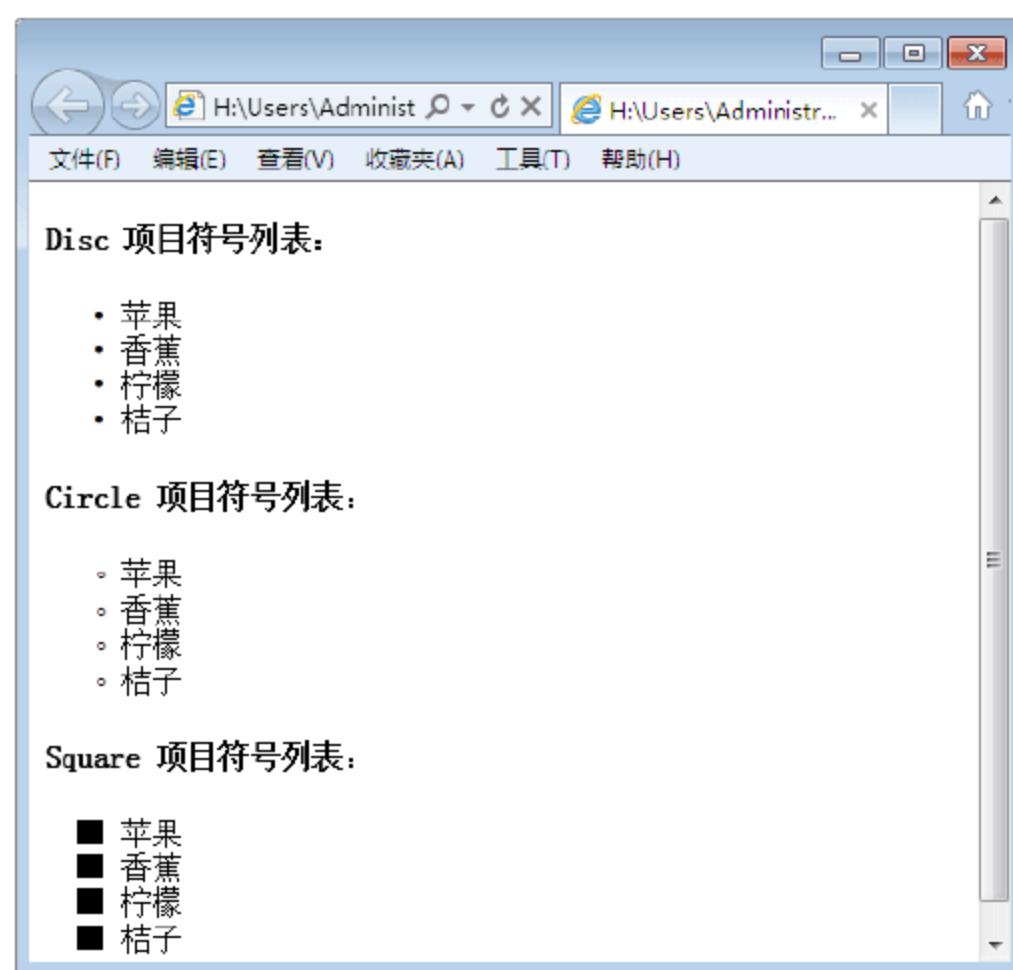 H:\Users\Administ
H:\Users\Administr...
文件(F) 编辑(E) 查看(V) 收藏夹(A) 工具(T) 帮助(H)
Disc 项目符号列表:
• 苹果
• 香蕉
• 柠檬
• 桔子
Circle 项目符号列表:
◦ 苹果
◦ 香蕉
◦ 柠檬
◦ 桔子
Square 项目符号列表:
■ 苹果
■ 香蕉
■ 柠檬
■ 桔子